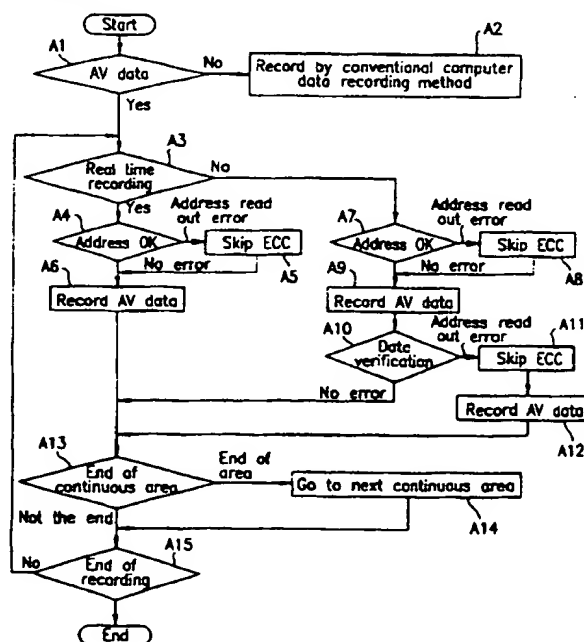 Start
A1
A2
AV data
No
Record by conventional computer
data recording method
Yes
A3
Real time
recording
No
Yes
A4
Address read
out error
A7
Address read
out error
Address OK
Skip ECC
Address OK
Skip ECC
A6
No error
A5
A9
No error
A8
Record AV data
Record AV data
A10
Address read
out error
A11
Data
verification
Skip ECC
No error
Record AV data
A12
A13
End of
continuous area
End of
area
Go to next continuous area
A14
Not the end
A15
No
End of
recording
End